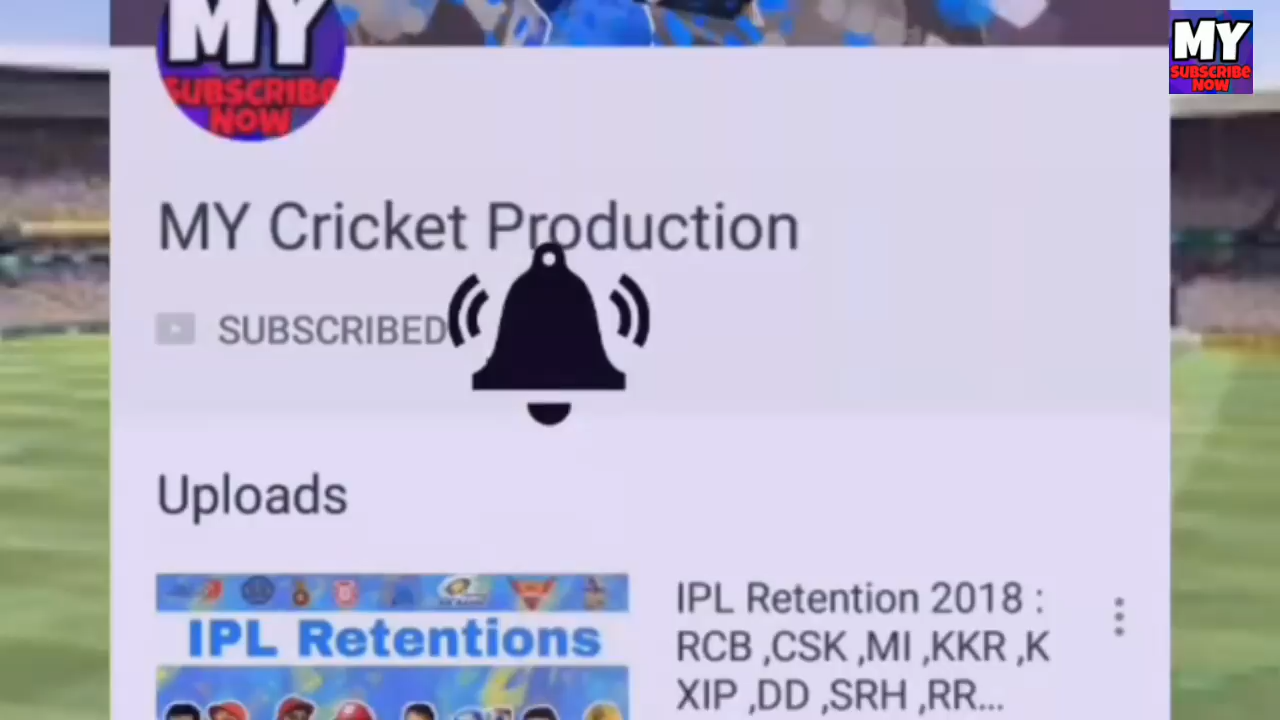 MY
SUBSCRIBE
NOW
MY
SUBSCRIBE
NOW
MY Cricket Production
SUBSCRIBED
Uploads
IPL Retentions
IPL Retention 2018 :
RCB ,CSK ,MI ,KKR ,K
XIP ,DD ,SRH ,RR...